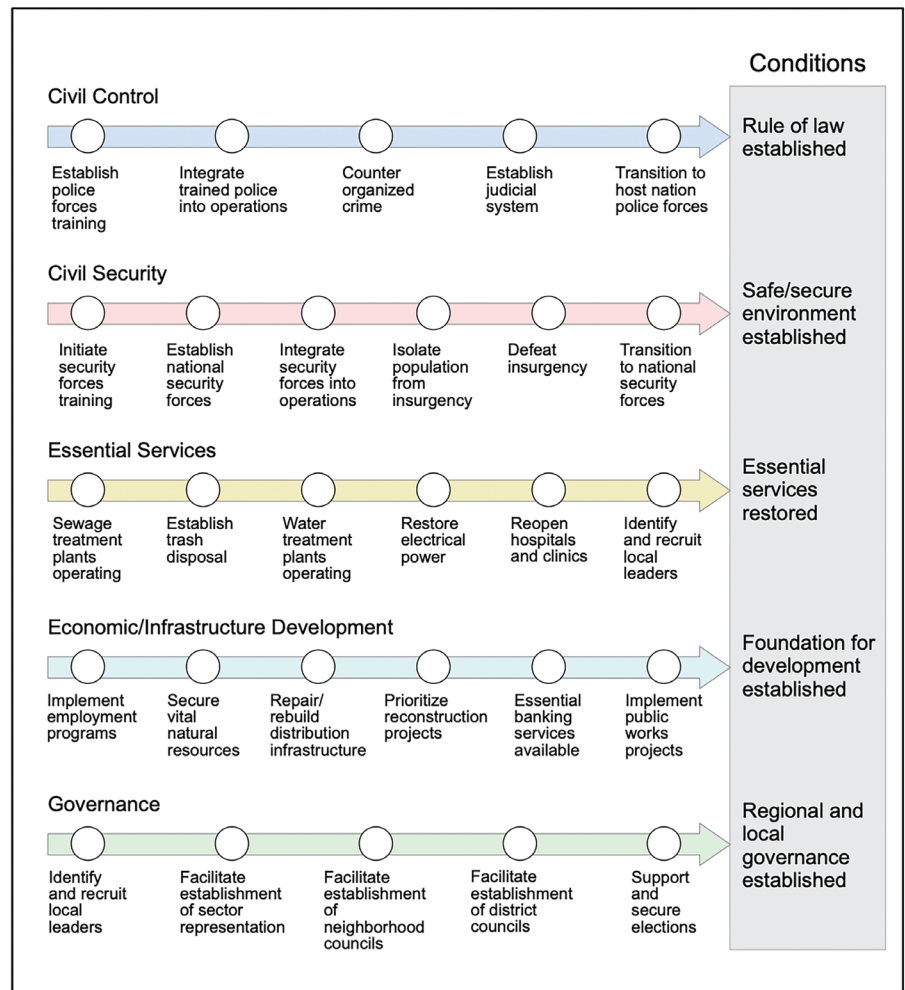 Conditions
Civil Control
Establish
police
forces
training
Integrate
trained police
into operations
Counter
organized
crime
Establish
judicial
system
Transition to
host nation
police forces
Rule of law
established
Civil Security
Initiate
security
forces
training
Establish
national
security
forces
Integrate
security
forces into
operations
Isolate
population
from
insurgency
Defeat
insurgency
Transition
to national
security
forces
Safe/secure
environment
established
Essential Services
Sewage
treatment
plants
operating
Establish
trash
disposal
Water
treatment
plants
operating
Restore
electrical
power
Reopen
hospitals
and clinics
Identify
and recruit
local
leaders
Essential
services
restored
Economic/Infrastructure Development
Implement
employment
programs
Secure
vital
natural
resources
Repair/
rebuild
distribution
infrastructure
Prioritize
reconstruction
projects
Essential
banking
services
available
Implement
public
works
projects
Foundation for
development
established
Governance
Identify
and recruit
local
leaders
Facilitate
establishment
of sector
representation
Facilitate
establishment
of
neighborhood
councils
Facilitate
establishment
of district
councils
Support
and
secure
elections
Regional and
local
governance
established